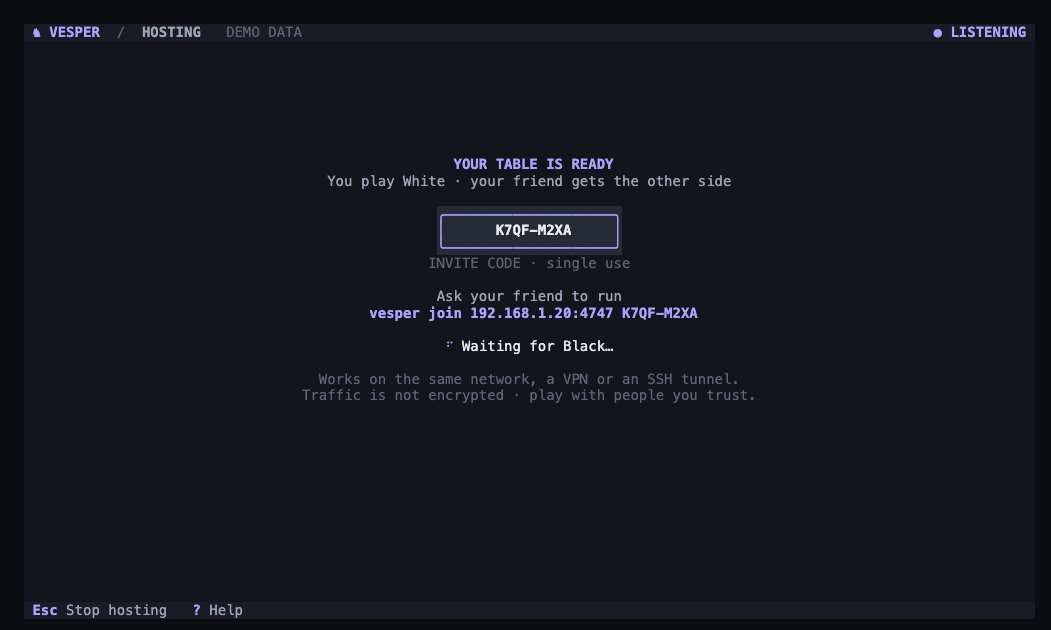 ♞ VESPER / HOSTING DEMO DATA ● LISTENING
YOUR TABLE IS READY
You play White · your friend gets the other side
K7QF-M2XA
INVITE CODE · single use
Ask your friend to run
vesper join 192.168.1.20:4747 K7QF-M2XA
Waiting for Black…
Works on the same network, a VPN or an SSH tunnel.
Traffic is not encrypted · play with people you trust.
Esc Stop hosting ? Help